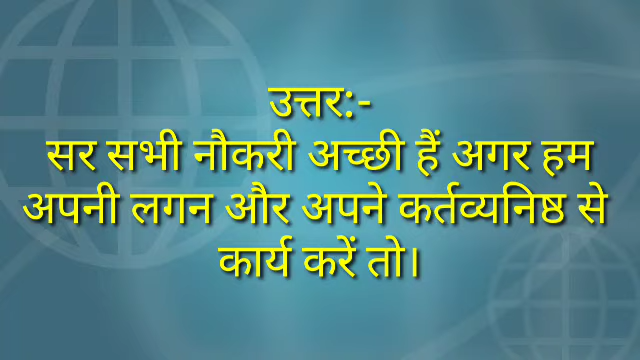 उत्तर:-
सर सभी नौकरी अच्छी हैं अगर हम
अपनी लगन और अपने कर्तव्यनिष्ठ से
कार्य करें तो।